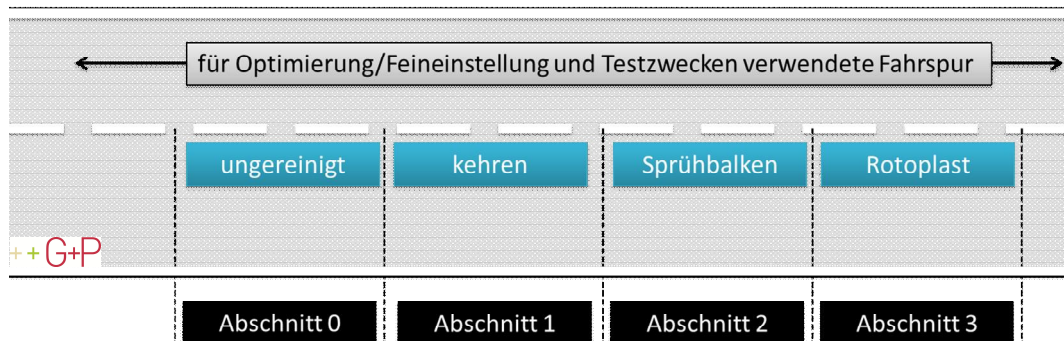 für Optimierung/Feineinstellung und Testzwecken verwendete Fahrspur
ungereinigt kehren Sprühbalken Rotoplast
++G+P
Abschnitt 0 Abschnitt 1 Abschnitt 2 Abschnitt 3